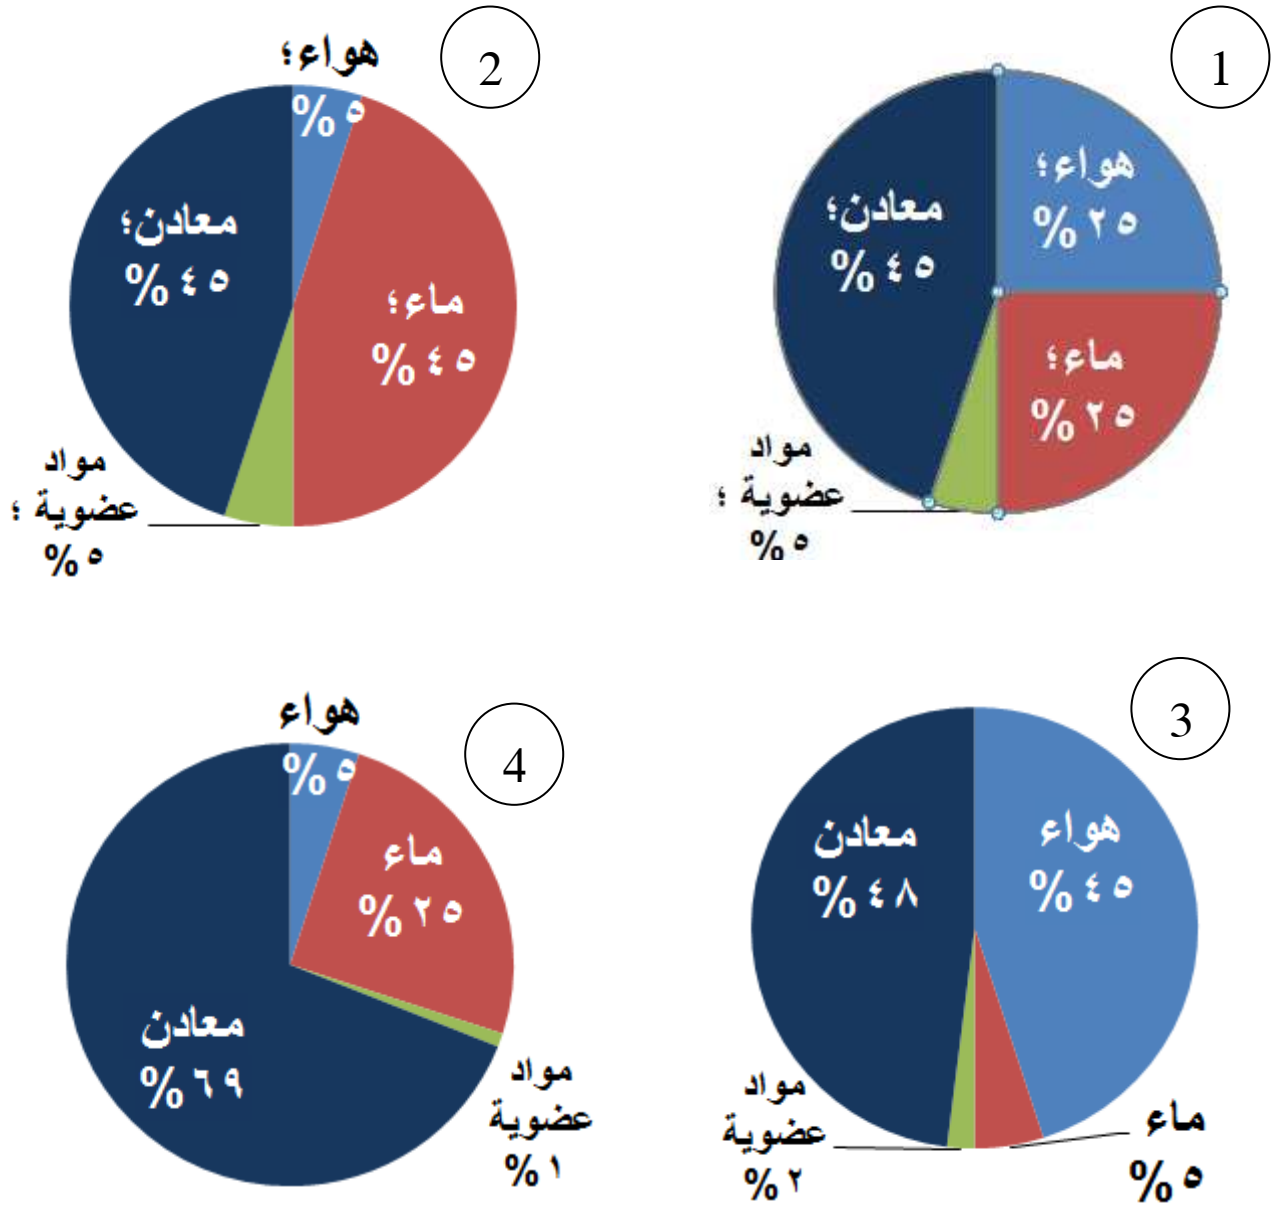 1
هواء؛
٢٥%
ماء؛
٢٥%
معادن؛
٤٥%
مواد
عضوية ؛
٥%
2
هواء؛
٥%
ماء؛
٤٥%
معادن؛
٤٥%
مواد
عضوية ؛
٥%
3
هواء
٤٥%
معادن
٤٨%
ماء
٥%
مواد
عضوية
٢%
4
هواء
٥%
ماء
٢٥%
معادن
٦٩%
مواد
عضوية
١%